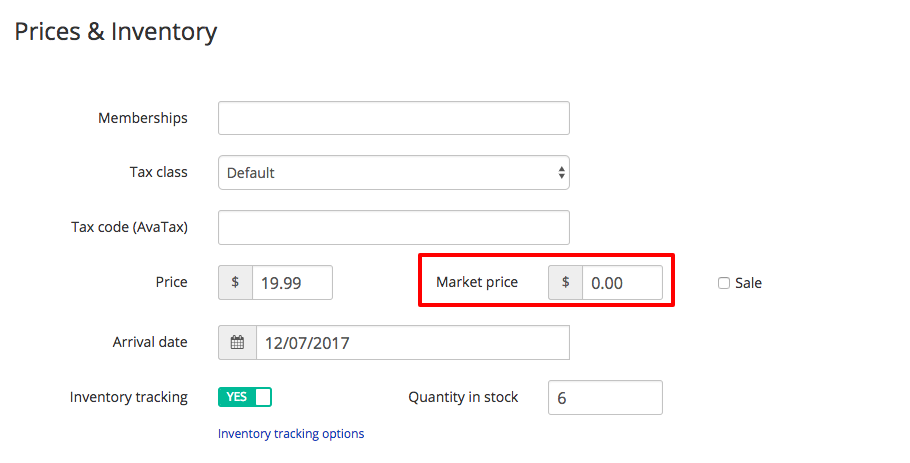 Prices & Inventory
Memberships
Tax class Default
Tax code (AvaTax)
Price $ 19.99 Market price $ 0.00 Sale
Arrival date 12/07/2017
Inventory tracking YES Quantity in stock 6
Inventory tracking options